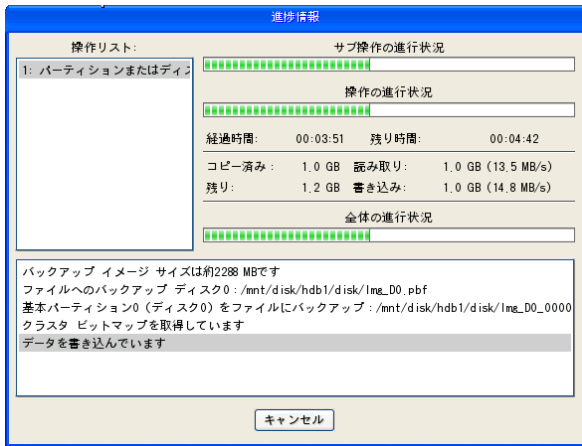 進捗情報
操作リスト:
1: パーティションまたはディス
サブ操作の進行状況
操作の進行状況
経過時間: 00:03:51 残り時間: 00:04:42
コピー済み: 1.0 GB 読み取り: 1.0 GB (13.5 MB/s)
残り: 1.2 GB 書き込み: 1.0 GB (14.8 MB/s)
全体の進行状況
バックアップ イメージ サイズは約2288 MBです
ファイルへのバックアップ ディスク0:/mnt/disk/hdb1/disk/Img_D0.pbf
基本パーティション0（ディスク0）をファイルにバックアップ:/mnt/disk/hdb1/disk/Img_D0_0000
クラスタ ビットマップを取得しています
データを書き込んでいます
キャンセル